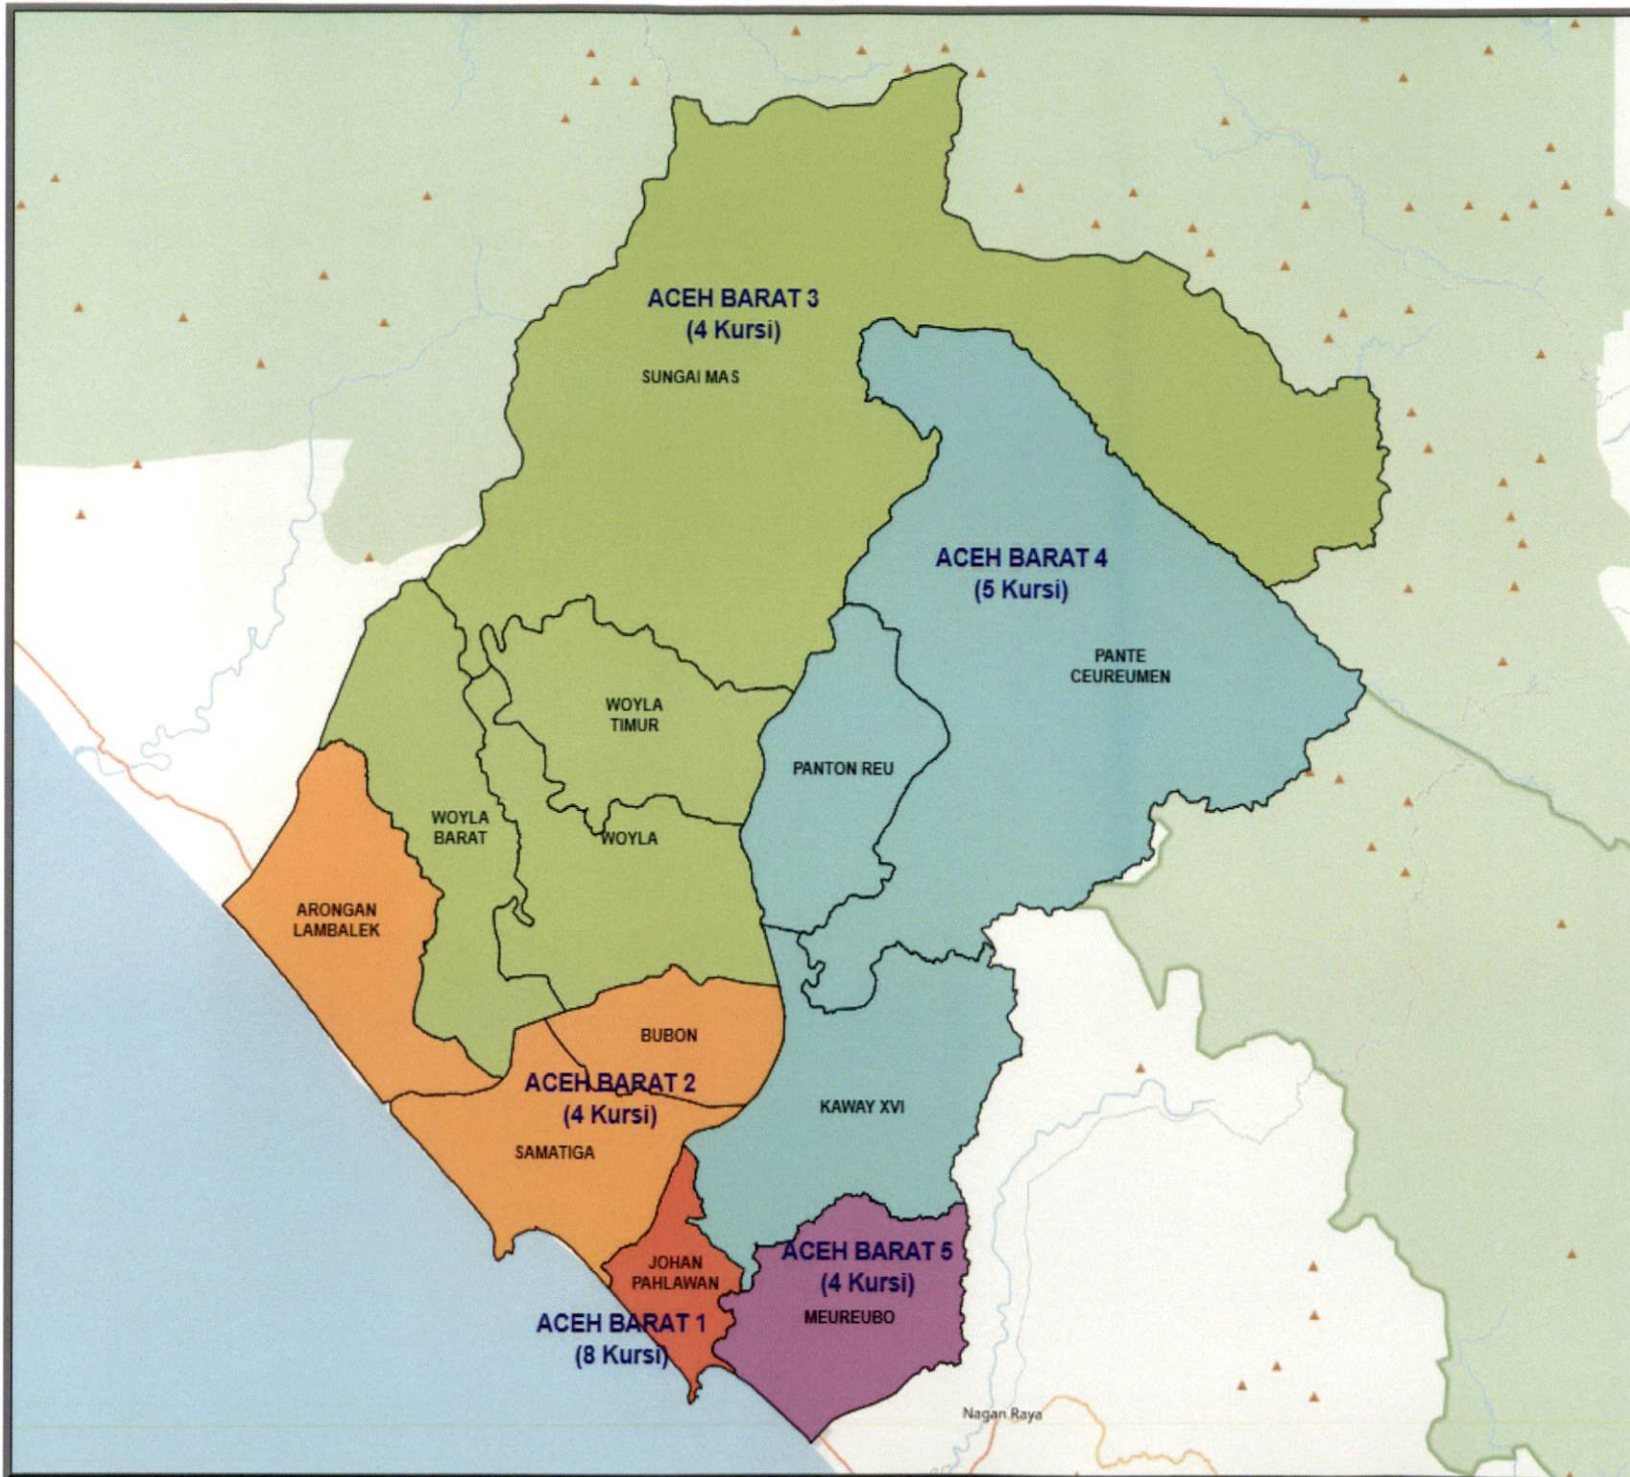 ACEH BARAT 3
(4 Kursi)
SUNGAI MAS
ACEH BARAT 4
(5 Kursi)
PANTE
CEUREUMEN
WOYLA
TIMUR
PANTON REU
WOYLA
BARAT
WOYLA
ARONGAN
LAMBALEK
BUBON
ACEH BARAT 2
(4 Kursi)
KAWAY XVI
SAMATIGA
ACEH BARAT 5
(4 Kursi)
JOHAN
PAHLAWAN
MEUREUBO
ACEH BARAT 1
(8 Kursi)
Nagan Raya